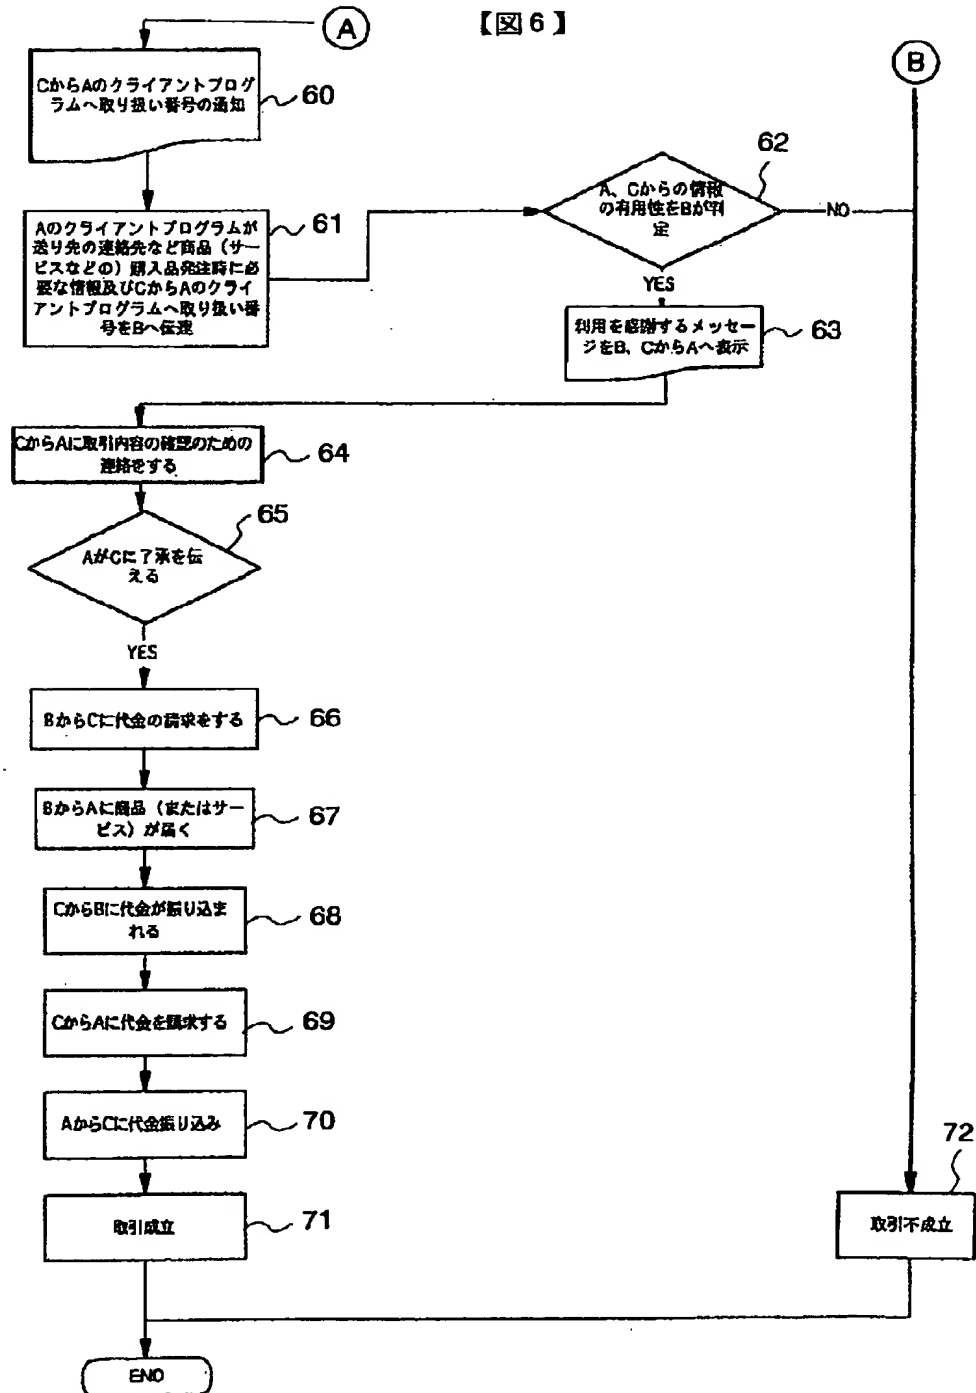 【図6】
A
B
CからAのクライアントプログ
ラムへ取り扱い番号の通知
60
Aのクライアントプログラムが
送り先の連絡先など商品（サー
ビスなどの）購入品発注時に必
要な情報及びCからAのクライ
アントプログラムへ取り扱い番
号をBへ伝達
61
A、Cからの情報
の有用性をBが判
定
62
NO
YES
利用を感謝するメッセー
ジをB、CからAへ表示
63
CからAに取引内容の確認のための
連絡をする
64
AがCに了承を伝
える
65
YES
BからCに代金の請求をする
66
BからAに商品（またはサー
ビス）が届く
67
CからBに代金が振り込ま
れる
68
CからAに代金を請求する
69
AからCに代金振り込み
70
取引成立
71
取引不成立
72
END